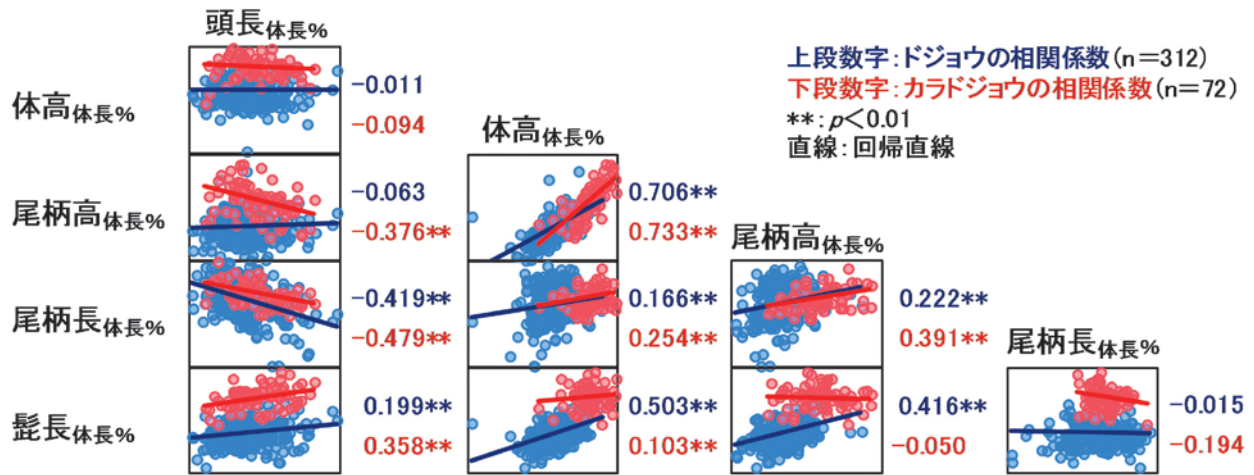 頭長体長%
上段数字:ドジョウの相関係数(n=312)
下段数字:カラドジョウの相関係数(n=72)
**:p<0.01
直線:回帰直線
体高体長%
-0.011
-0.094
体高体長%
尾柄高体長%
-0.063
-0.376**
0.706**
0.733**
尾柄高体長%
尾柄長体長%
-0.419**
-0.479**
0.166**
0.254**
0.222**
0.391**
尾柄長体長%
髭長体長%
0.199**
0.358**
0.503**
0.103**
0.416**
-0.050
-0.015
-0.194